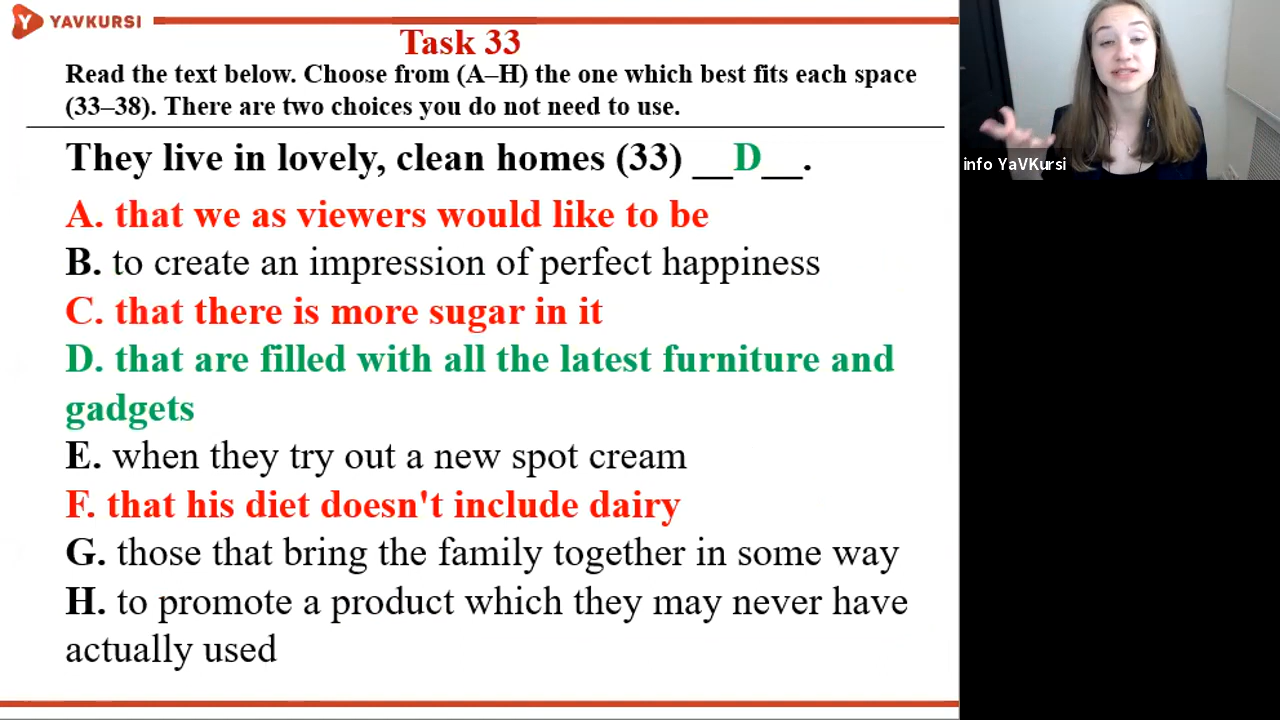 YAVKURSI
Task 33
Read the text below. Choose from (A–H) the one which best fits each space
(33–38). There are two choices you do not need to use.
They live in lovely, clean homes (33) __D__.
A. that we as viewers would like to be
B. to create an impression of perfect happiness
C. that there is more sugar in it
D. that are filled with all the latest furniture and
gadgets
E. when they try out a new spot cream
F. that his diet doesn't include dairy
G. those that bring the family together in some way
H. to promote a product which they may never have
actually used
info YaVKursi